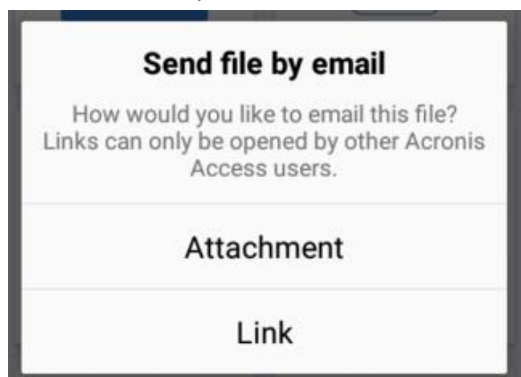 Send file by email
How would you like to email this file?
Links can only be opened by other Acronis
Access users.
Attachment
Link